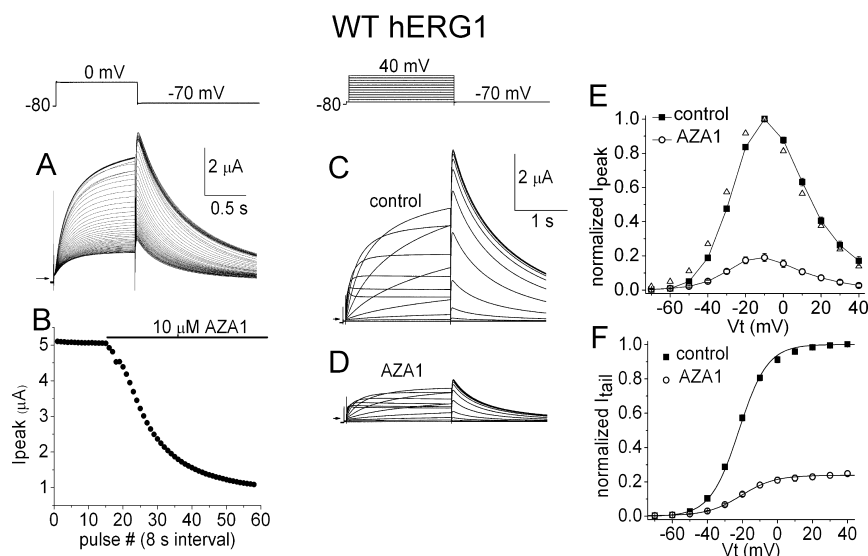 WT hERG1
0 mV
-80
-70 mV
A
2 μA
0.5 s
B
10 μM AZA1
Ipeak (μA)
5
4
3
2
1
0 10 20 30 40 50 60
pulse # (8 s interval)
40 mV
-80
-70 mV
C
control
2 μA
1 s
D
AZA1
E
control
AZA1
normalized Ipeak
1.0
0.8
0.6
0.4
0.2
0.0
-60 -40 -20 0 20 40
Vt (mV)
F
control
AZA1
normalized Itail
1.0
0.8
0.6
0.4
0.2
0.0
-60 -40 -20 0 20 40
Vt (mV)